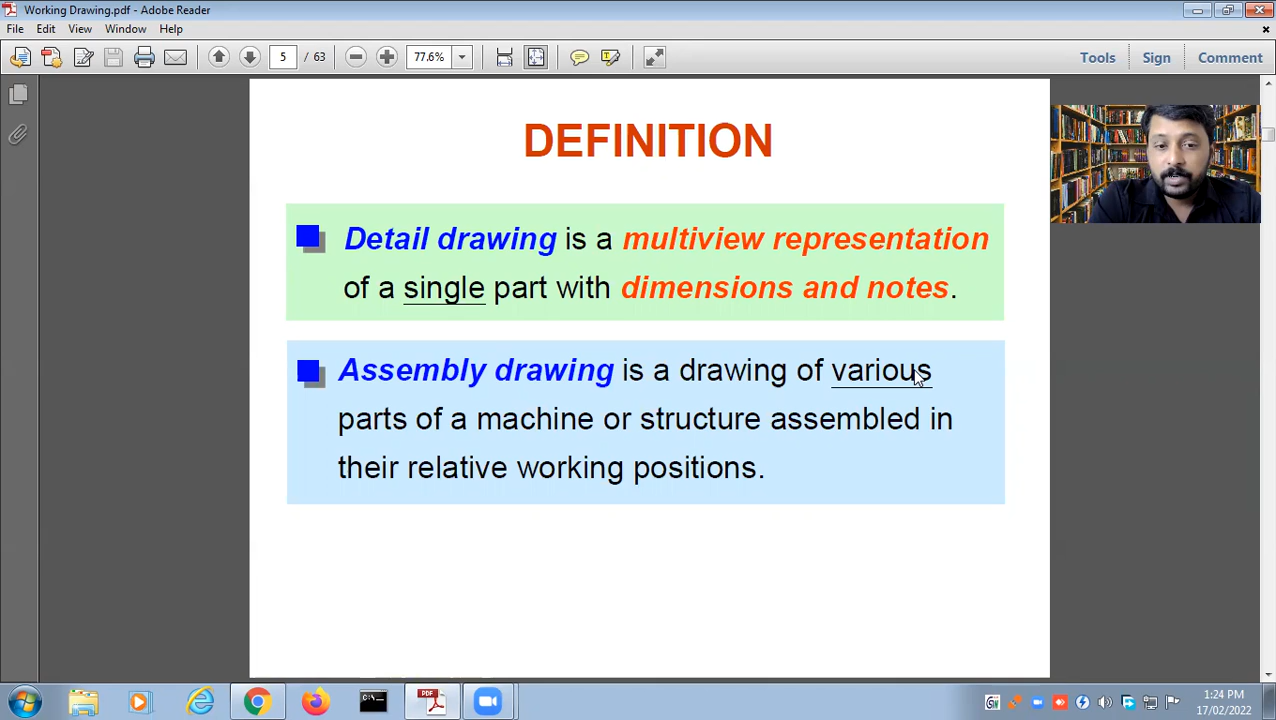 Working Drawing.pdf - Adobe Reader
File Edit View Window Help
5 / 63 77.6% Tools Sign Comment
DEFINITION
Detail drawing is a multiview representation
of a single part with dimensions and notes.
Assembly drawing is a drawing of various
parts of a machine or structure assembled in
their relative working positions.
PDF
1:24 PM
17/02/2022